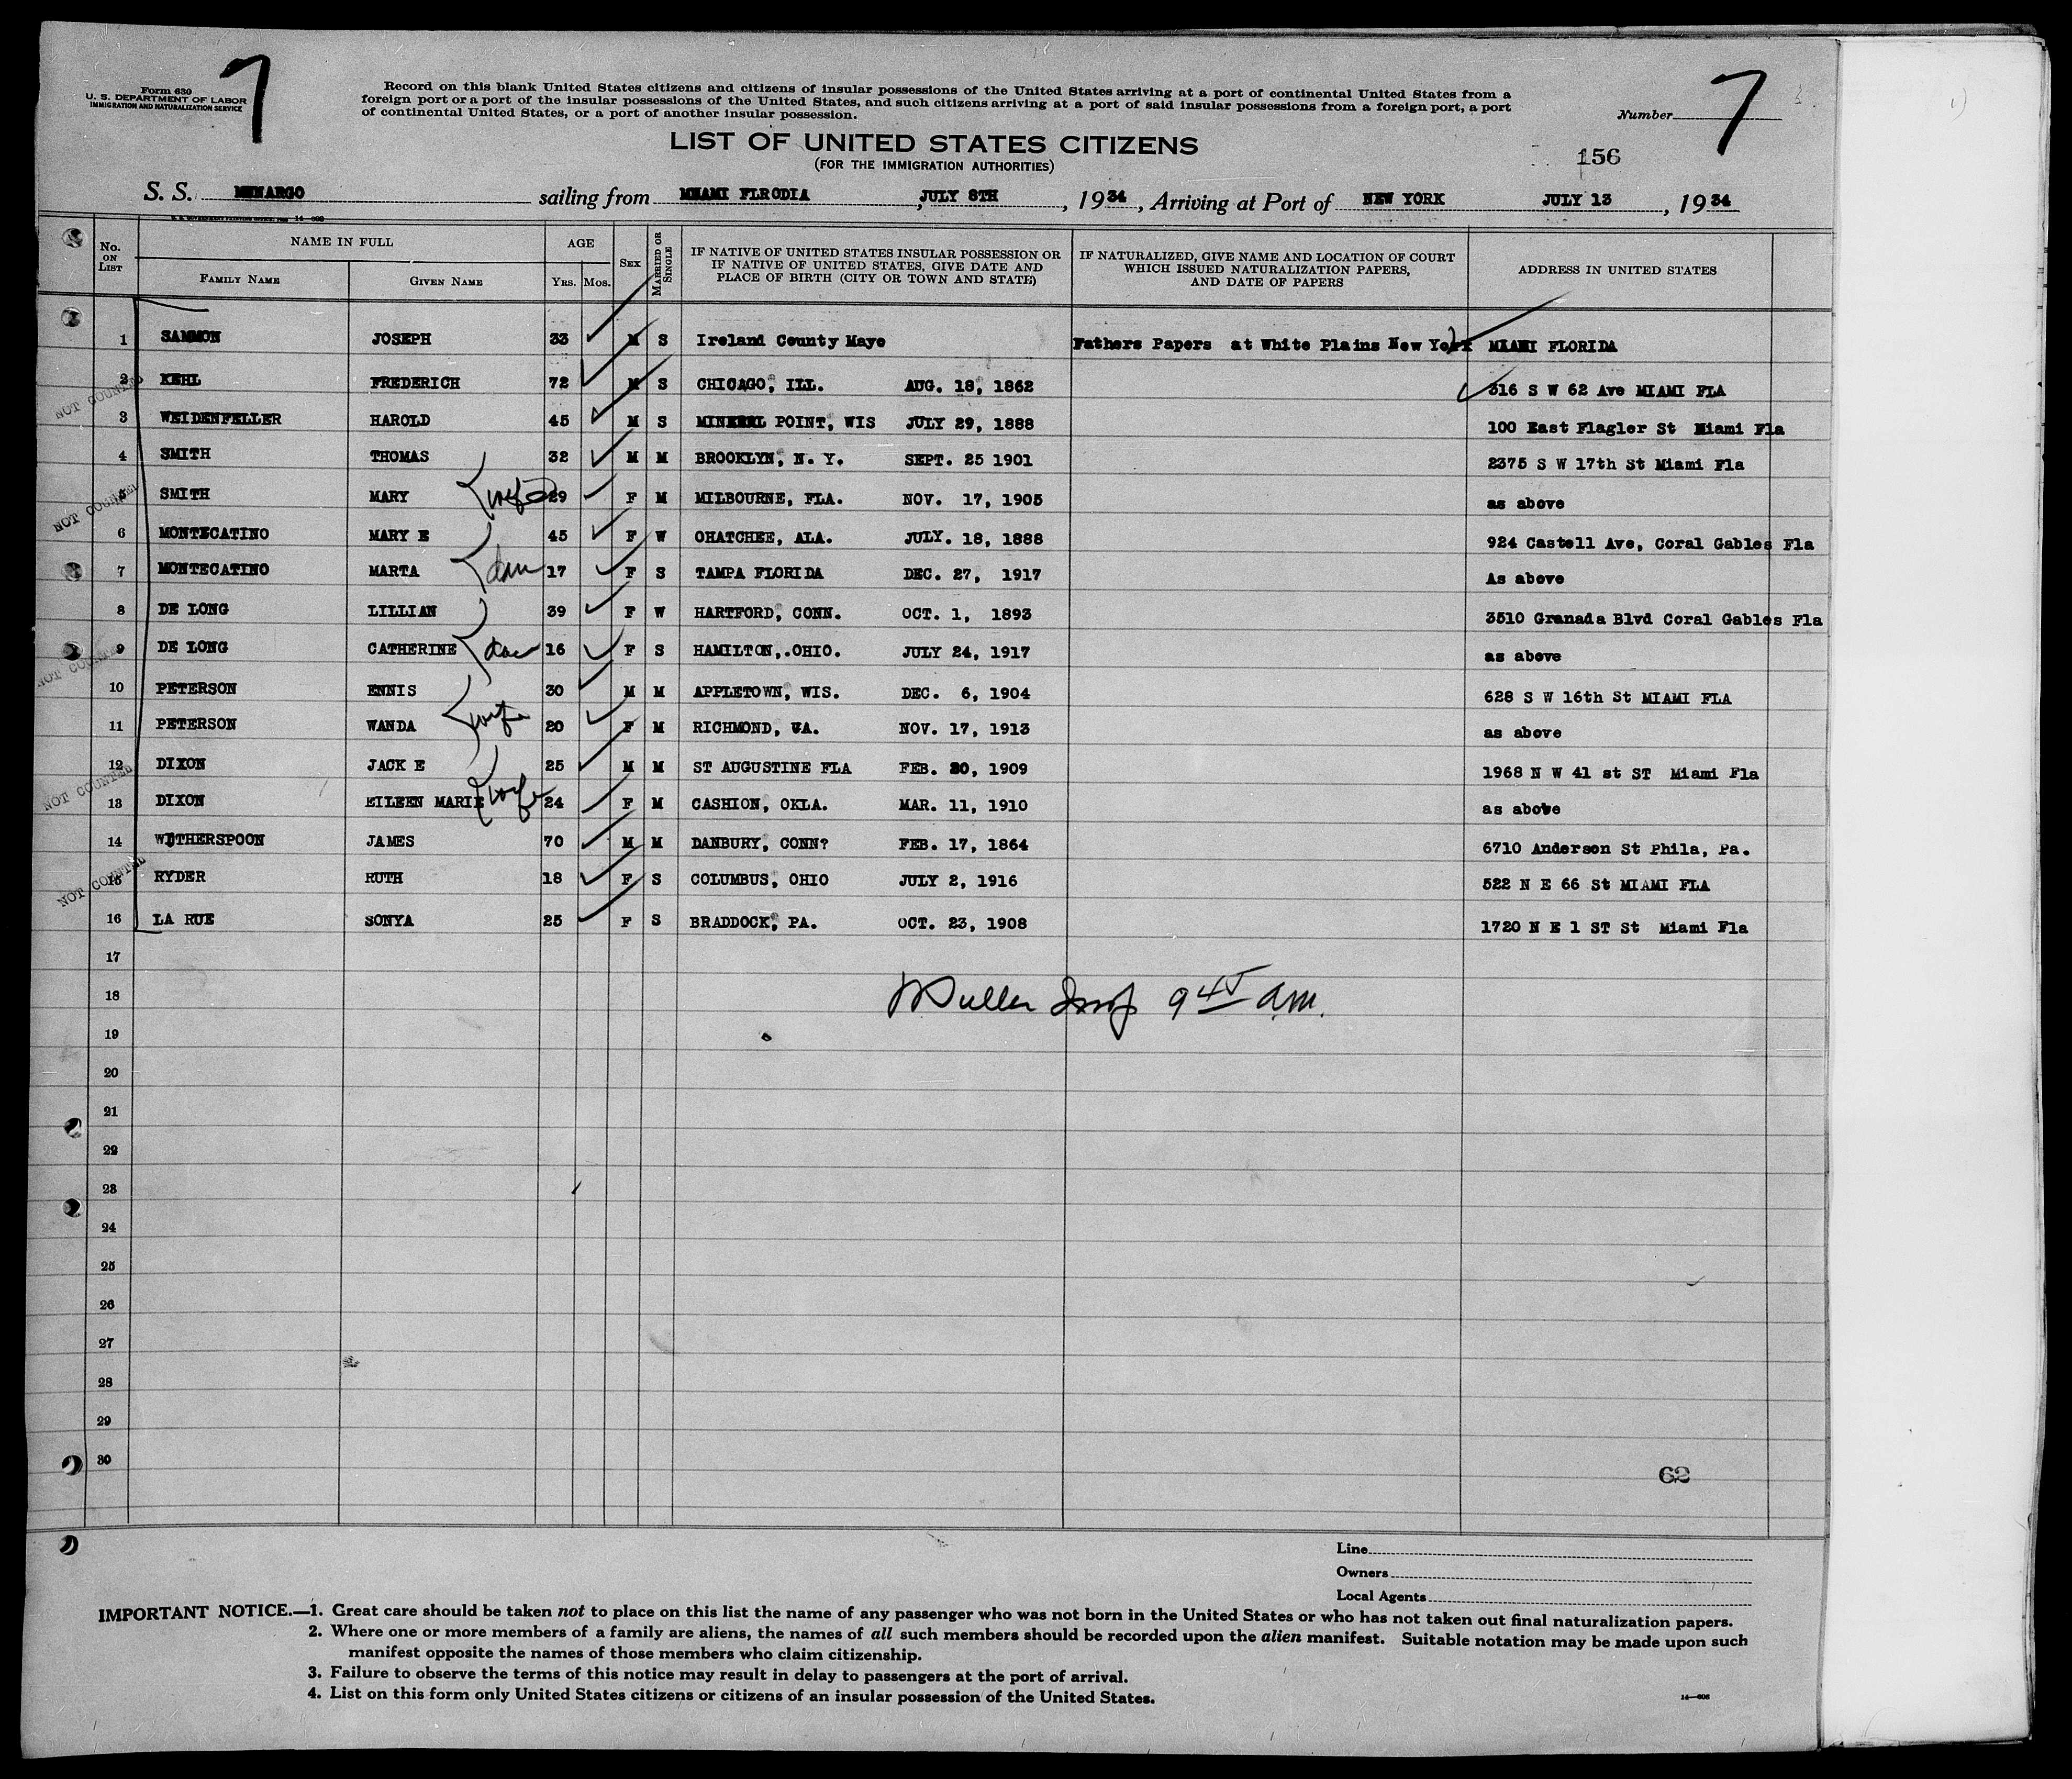 7
Form 630
U. S. DEPARTMENT OF LABOR
IMMIGRATION AND NATURALIZATION SERVICE
Record on this blank United States citizens and citizens of insular possessions of the United States arriving at a port of continental United States from a
foreign port or a port of the insular possessions of the United States, and such citizens arriving at a port of said insular possessions from a foreign port, a port
of continental United States, or a port of another insular possession.
Number 7
LIST OF UNITED STATES CITIZENS
(FOR THE IMMIGRATION AUTHORITIES)
156
S. S. MUNARGO sailing from MIAMI FLRODIA , JULY 8TH , 1934 , Arriving at Port of NEW YORK JULY 13 , 1934
14-606
No. ON LIST
NAME IN FULL
FAMILY NAME
GIVEN NAME
AGE
YRS. MOS.
SEX
MARRIED OR SINGLE
IF NATIVE OF UNITED STATES INSULAR POSSESSION OR
IF NATIVE OF UNITED STATES, GIVE DATE AND
PLACE OF BIRTH (CITY OR TOWN AND STATE)
IF NATURALIZED, GIVE NAME AND LOCATION OF COURT
WHICH ISSUED NATURALIZATION PAPERS,
AND DATE OF PAPERS
ADDRESS IN UNITED STATES
1 SAMMON JOSEPH 33 M S Ireland County Mayo Fathers Papers at White Plains New York MIAMI FLORIDA
2 KEHL FREDERICH 72 M S CHICAGO, ILL. AUG. 18, 1862 316 S W 62 Ave MIAMI FLA
NOT COUNTED
3 WEIDENFELLER HAROLD 45 M S MINERAL POINT, WIS JULY 29, 1888 100 East Flagler St Miami Fla
4 SMITH THOMAS 32 M M BROOKLYN, N. Y. SEPT. 25 1901 2375 S W 17th St Miami Fla
5 SMITH MARY wife 29 F M MILBOURNE, FLA. NOV. 17, 1905 as above
NOT COUNTED
6 MONTECATINO MARY E 45 F W OHATCHEE, ALA. JULY. 18, 1888 924 Castell Ave, Coral Gables Fla
7 MONTECATINO MARTA dau 17 F S TAMPA FLORIDA DEC. 27, 1917 As above
8 DE LONG LILLIAN 39 F W HARTFORD, CONN. OCT. 1, 1893 3510 Granada Blvd Coral Gables Fla
9 DE LONG CATHERINE dau 16 F S HAMILTON,.OHIO. JULY 24, 1917 as above
NOT COUNTED
10 PETERSON ENNIS 30 M M APPLETOWN, WIS. DEC. 6, 1904 628 S W 16th St MIAMI FLA
11 PETERSON WANDA wife 20 F M RICHMOND, VA. NOV. 17, 1913 as above
12 DIXON JACK E 25 M M ST AUGUSTINE FLA FEB. 20, 1909 1968 N W 41 st ST Miami Fla
NOT COUNTED
13 DIXON EILEEN MARIE wife 24 F M CASHION, OKLA. MAR. 11, 1910 as above
14 WITHERSPOON JAMES 70 M M DANBURY, CONN? FEB. 17, 1864 6710 Anderson St Phila, Pa.
15 RYDER RUTH 18 F S COLUMBUS, OHIO JULY 2, 1916 522 N E 66 St MIAMI FLA
NOT COUNTED
16 LA RUE SONYA 25 F S BRADDOCK, PA. OCT. 23, 1908 1720 N E 1 ST St Miami Fla
17
18 9 45 am.
19
20
21
22
23
24
25
26
27
28
29
30
62
Line
Owners
Local Agents
IMPORTANT NOTICE.—1. Great care should be taken not to place on this list the name of any passenger who was not born in the United States or who has not taken out final naturalization papers.
2. Where one or more members of a family are aliens, the names of all such members should be recorded upon the alien manifest. Suitable notation may be made upon such
manifest opposite the names of those members who claim citizenship.
3. Failure to observe the terms of this notice may result in delay to passengers at the port of arrival.
4. List on this form only United States citizens or citizens of an insular possession of the United States.
14—606